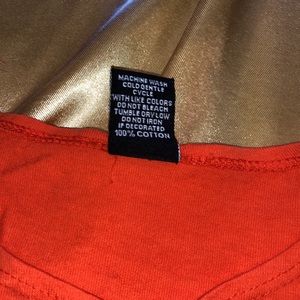 MACHINE WASH
COLD GENTLE
CYCLE
WITH LIKE COLORS
DO NOT BLEACH
TUMBLE DRY LOW
DO NOT IRON
IF DECORATED
100% COTTON